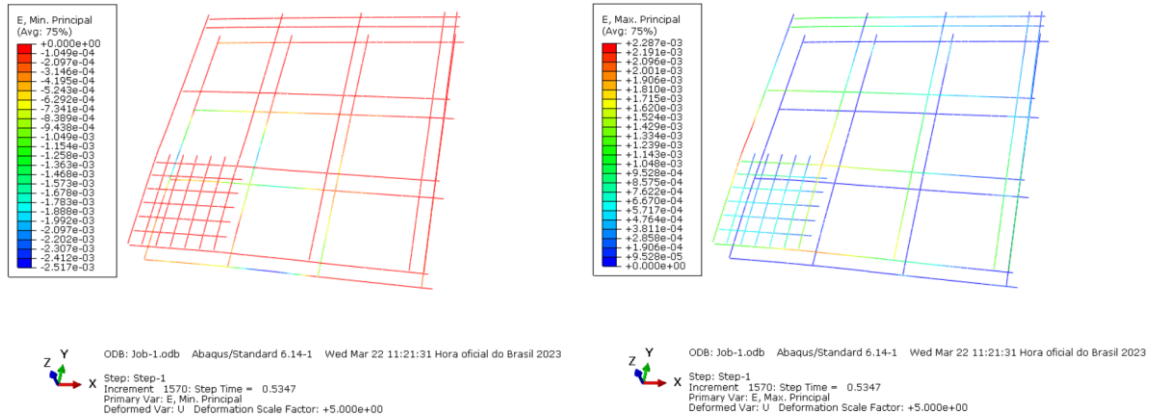 E, Min. Principal
(Avg: 75%)
+0.000e+00
-1.049e-04
-2.097e-04
-3.146e-04
-4.195e-04
-5.243e-04
-6.292e-04
-7.341e-04
-8.389e-04
-9.438e-04
-1.049e-03
-1.154e-03
-1.258e-03
-1.363e-03
-1.468e-03
-1.573e-03
-1.678e-03
-1.783e-03
-1.888e-03
-1.992e-03
-2.097e-03
-2.202e-03
-2.307e-03
-2.412e-03
-2.517e-03
Y
Z
X
ODB: Job-1.odb Abaqus/Standard 6.14-1 Wed Mar 22 11:21:31 Hora oficial do Brasil 2023
Step: Step-1
Increment 1570: Step Time = 0.5347
Primary Var: E, Min. Principal
Deformed Var: U Deformation Scale Factor: +5.000e+00
E, Max. Principal
(Avg: 75%)
+2.287e-03
+2.191e-03
+2.096e-03
+2.001e-03
+1.906e-03
+1.810e-03
+1.715e-03
+1.620e-03
+1.524e-03
+1.429e-03
+1.334e-03
+1.239e-03
+1.143e-03
+1.048e-03
+9.528e-04
+8.575e-04
+7.622e-04
+6.670e-04
+5.717e-04
+4.764e-04
+3.811e-04
+2.858e-04
+1.906e-04
+9.528e-05
+0.000e+00
Y
Z
X
ODB: Job-1.odb Abaqus/Standard 6.14-1 Wed Mar 22 11:21:31 Hora oficial do Brasil 2023
Step: Step-1
Increment 1570: Step Time = 0.5347
Primary Var: E, Max. Principal
Deformed Var: U Deformation Scale Factor: +5.000e+00